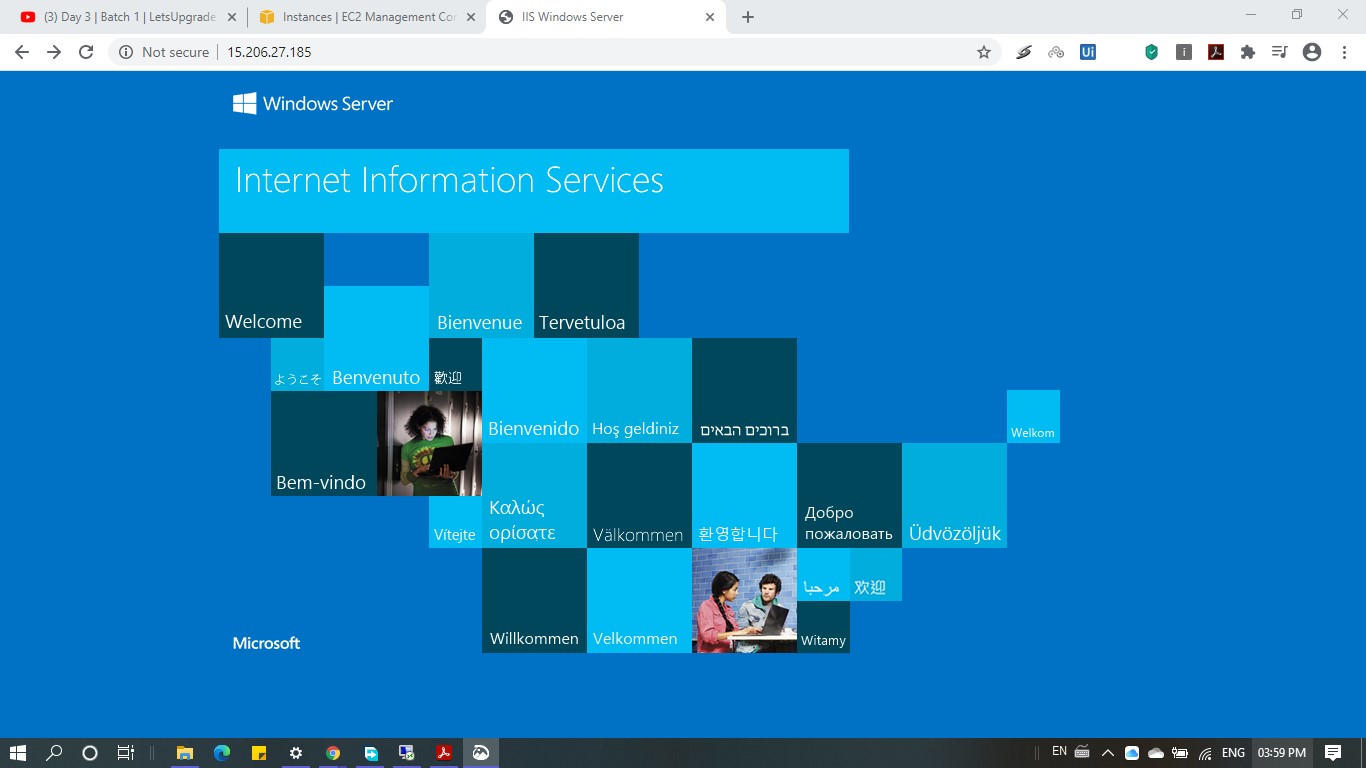 (3) Day 3 | Batch 1 | LetsUpgrade
Instances | EC2 Management Con
IIS Windows Server
Not secure
15.206.27.185
Ui
Windows Server
Internet Information Services
Welcome
Bienvenue
Tervetuloa
ようこそ
Benvenuto
歡迎
Bienvenido
Hoş geldiniz
ברוכים הבאים
Welkom
Bem-vindo
Vítejte
Καλώς
ορίσατε
Välkommen
환영합니다
Добро
пожаловать
Üdvözöljük
Willkommen
Velkommen
مرحبا
欢迎
Witamy
Microsoft
EN
ENG
03:59 PM